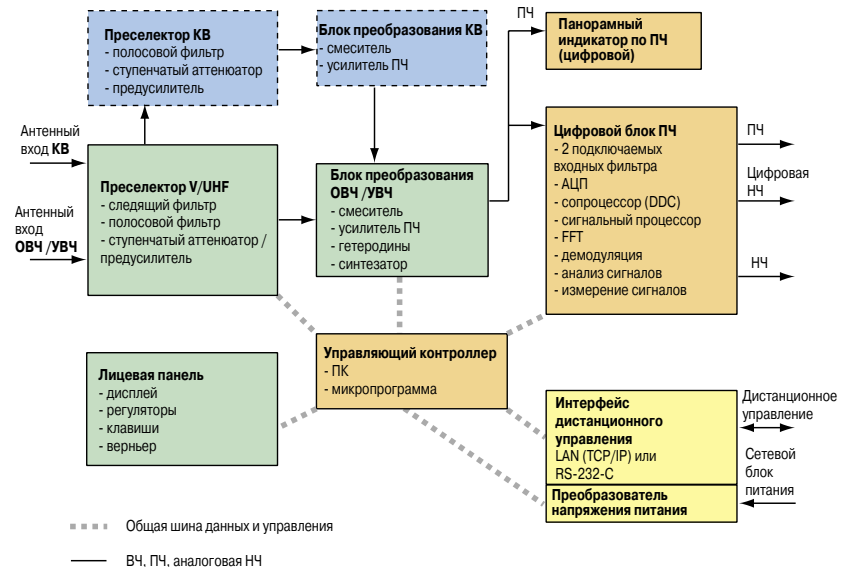 Преселектор КВ
- полосовой фильтр
- ступенчатый аттенюатор
- предусилитель
Блок преобразования КВ
- смеситель
- усилитель ПЧ
ПЧ
Панорамный
индикатор по ПЧ
(цифровой)
Антенный
вход КВ
Антенный
вход
ОВЧ /УВЧ
Преселектор V/UHF
- следящий фильтр
- полосовой фильтр
- ступенчатый аттенюатор /
предусилитель
Блок преобразования
ОВЧ /УВЧ
- смеситель
- усилитель ПЧ
- гетеродины
- синтезатор
Цифровой блок ПЧ
- 2 подключаемых
входных фильтра
- АЦП
- сопроцессор (DDC)
- сигнальный процессор
- FFT
- демодуляция
- анализ сигналов
- измерение сигналов
ПЧ
Цифровая
НЧ
НЧ
Лицевая панель
- дисплей
- регуляторы
- клавиши
- верньер
Управляющий контроллер
- ПК
- микропрограмма
Интерфейс
дистанционного
управления
LAN (TCP/IP) или
RS-232-C
Преобразователь
напряжения питания
Дистанционное
управление
Сетевой
блок
питания
Общая шина данных и управления
ВЧ, ПЧ, аналоговая НЧ